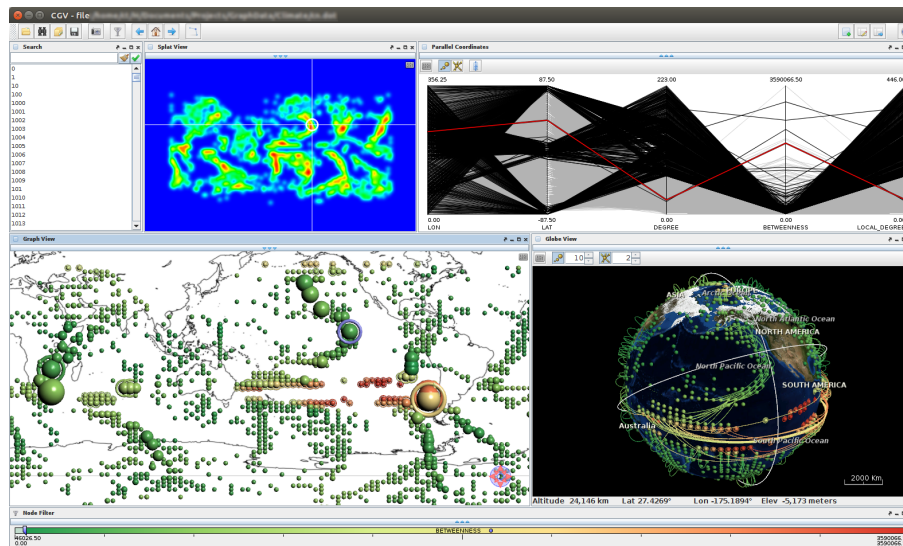 CGV - file
Search
Splat View
Parallel Coordinates
0
1
10
100
1000
1001
1002
1003
1004
1005
1006
1007
1008
1009
101
1010
1011
1012
1013
356.25
87.50
223.00
3590066.50
446.00
0.00
-87.50
0.00
0.00
0.00
LON
LAT
DEGREE
BETWEENNESS
LOCAL_DEGREE
Graph View
Globe View
10
2
ASIA
EUROPE
North Atlantic Ocean
NORTH AMERICA
North Pacific Ocean
SOUTH AMERICA
Australia
South Pacific Ocean
2000 Km
Altitude 24,146 km Lat 27.4269° Lon -175.1894° Elev -5,173 meters
Node Filter
BETWEENNESS
46026.50
3590066.
0.00
3590066.